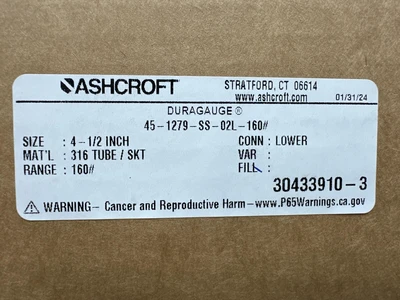 ASHCROFT
STRATFORD, CT 06614
www.ashcroft.com
01/31/24
DURAGAUGE®
45-1279-SS-02L-160#
SIZE : 4-1/2 INCH
CONN : LOWER
MAT'L : 316 TUBE / SKT
VAR :
RANGE : 160#
FILL:
30433910-3
⚠ WARNING- Cancer and Reproductive Harm-www.P65Warnings.ca.gov